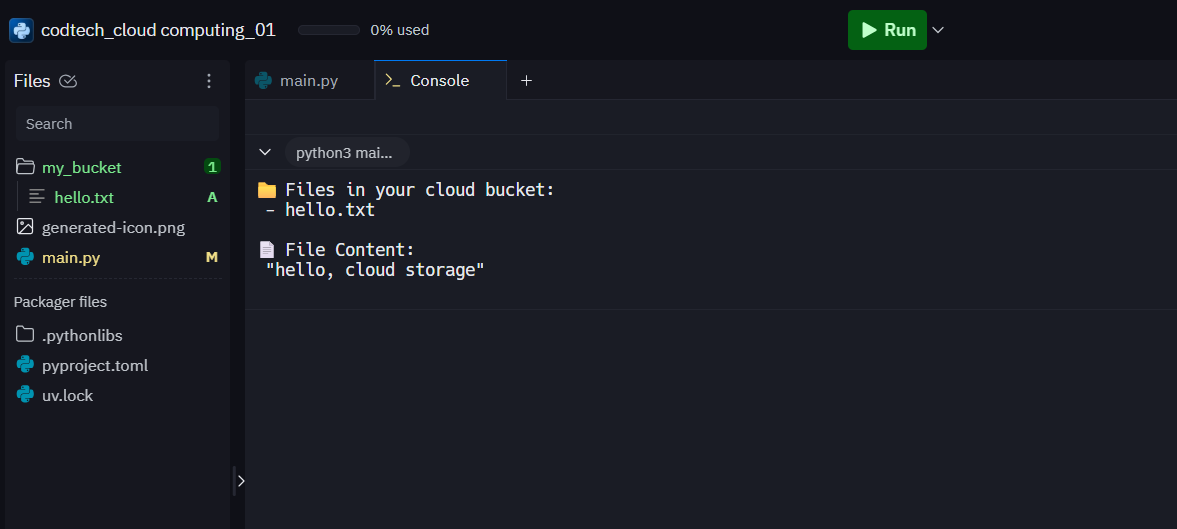 codtech_cloud computing_01
0% used
Run
Files
Search
my_bucket 1
hello.txt A
generated-icon.png
main.py M
Packager files
.pythonlibs
pyproject.toml
uv.lock
main.py
Console
python3 mai...
Files in your cloud bucket:
- hello.txt
File Content:
"hello, cloud storage"